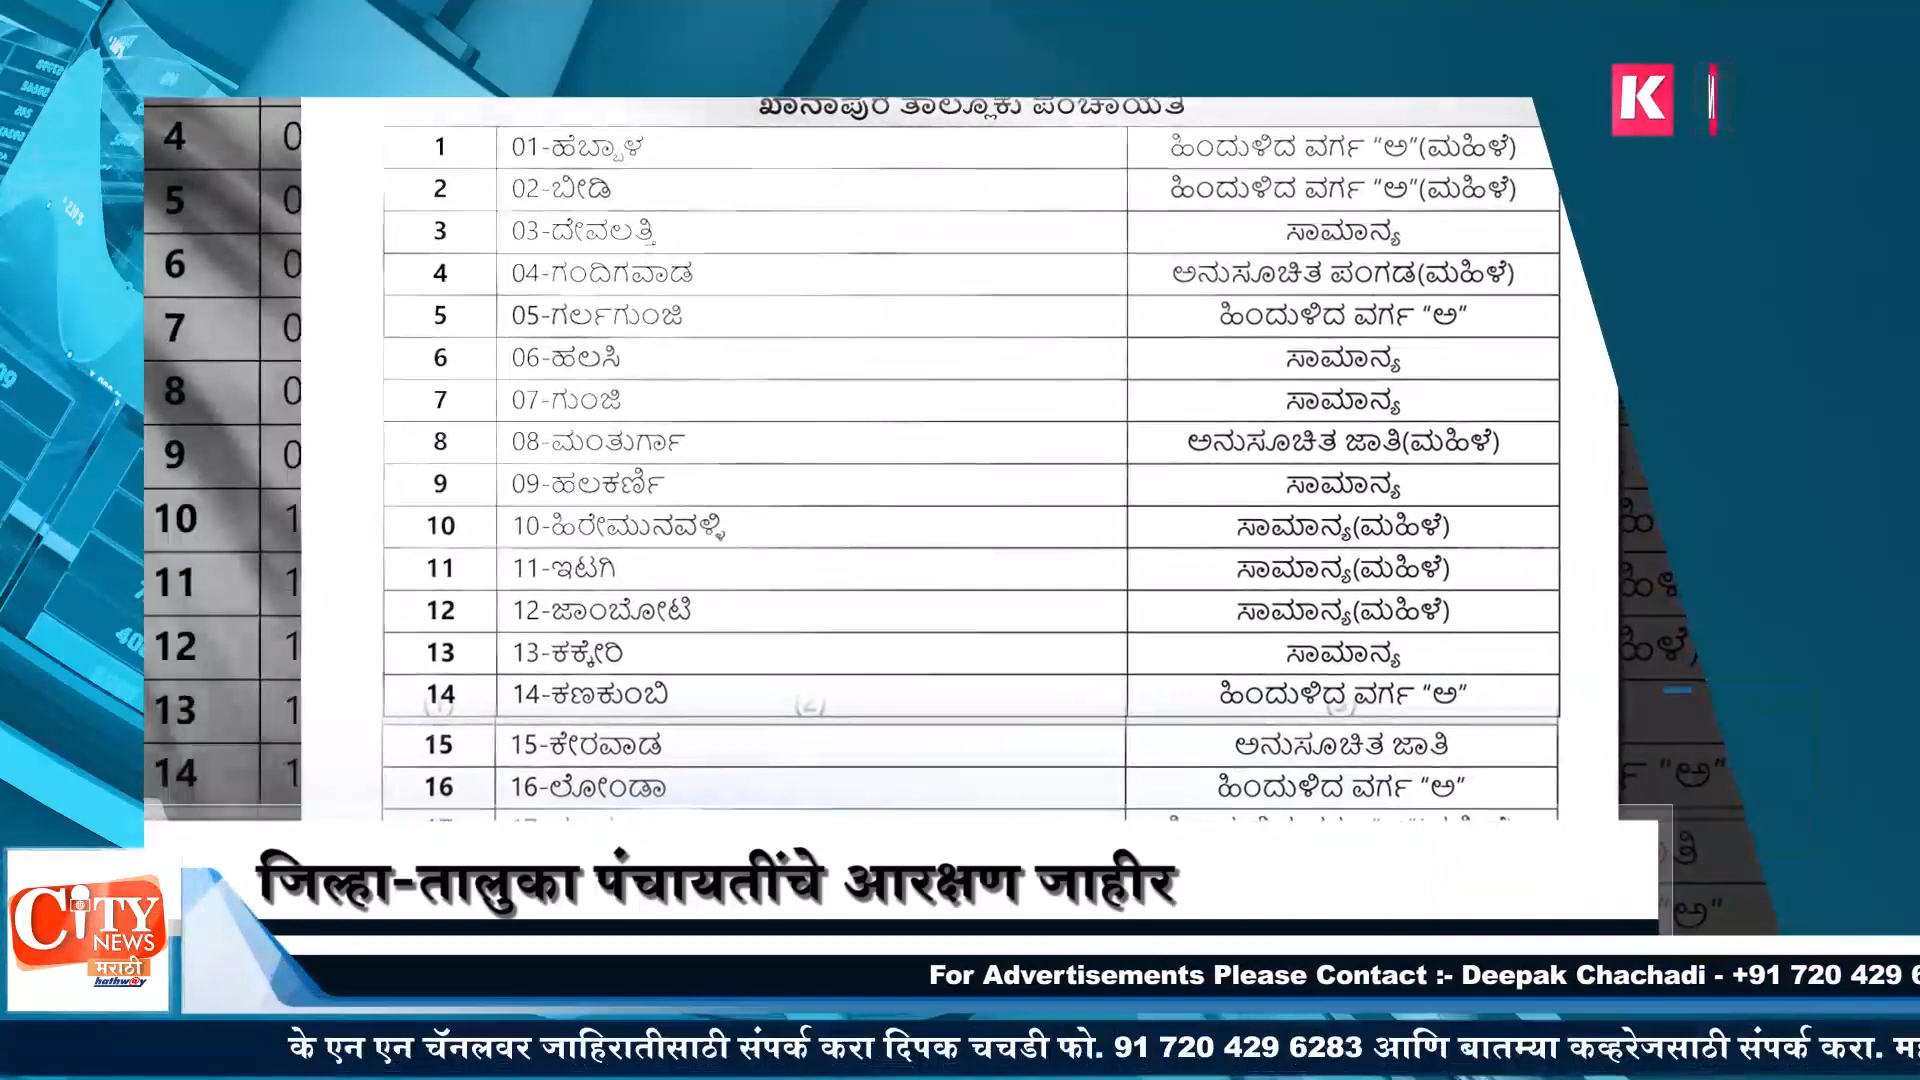 K
ಖಾನಾಪುರ ತಾಲ್ಲೂಕು ಪಂಚಾಯತ
1 01-ಹೆಬ್ಬಾಳ ಹಿಂದುಳಿದ ವರ್ಗ "ಅ"(ಮಹಿಳೆ)
2 02-ಬೀಡಿ ಹಿಂದುಳಿದ ವರ್ಗ "ಅ"(ಮಹಿಳೆ)
3 03-ದೇವಲತ್ತಿ ಸಾಮಾನ್ಯ
4 04-ಗಂದಿಗವಾಡ ಅನುಸೂಚಿತ ಪಂಗಡ(ಮಹಿಳೆ)
5 05-ಗರ್ಲಗುಂಜಿ ಹಿಂದುಳಿದ ವರ್ಗ "ಅ"
6 06-ಹಲಸಿ ಸಾಮಾನ್ಯ
7 07-ಗುಂಜಿ ಸಾಮಾನ್ಯ
8 08-ಮಂತುರ್ಗಾ ಅನುಸೂಚಿತ ಜಾತಿ(ಮಹಿಳೆ)
9 09-ಹಲಕರ್ಣಿ ಸಾಮಾನ್ಯ
10 10-ಹಿರೇಮುನವಳ್ಳಿ ಸಾಮಾನ್ಯ(ಮಹಿಳೆ)
11 11-ಇಟಗಿ ಸಾಮಾನ್ಯ(ಮಹಿಳೆ)
12 12-ಜಾಂಬೋಟಿ ಸಾಮಾನ್ಯ(ಮಹಿಳೆ)
13 13-ಕಕ್ಕೇರಿ ಸಾಮಾನ್ಯ
14 14-ಕಣಕುಂಬಿ ಹಿಂದುಳಿದ ವರ್ಗ "ಅ"
15 15-ಕೇರವಾಡ ಅನುಸೂಚಿತ ಜಾತಿ
16 16-ಲೋಂಡಾ ಹಿಂದುಳಿದ ವರ್ಗ "ಅ"
4 0
5 0
6 0
7 0
8 0
9 0
10 1
11 1
12 1
13 1
14 1
जिल्हा-तालुका पंचायतींचे आरक्षण जाहीर
CiTY
NEWS
मराठी
hathway
For Advertisements Please Contact :- Deepak Chachadi - +91 720 429 6
के एन एन चॅनलवर जाहिरातीसाठी संपर्क करा दिपक चचडी फो. 91 720 429 6283 आणि बातम्या कव्हरेजसाठी संपर्क करा.